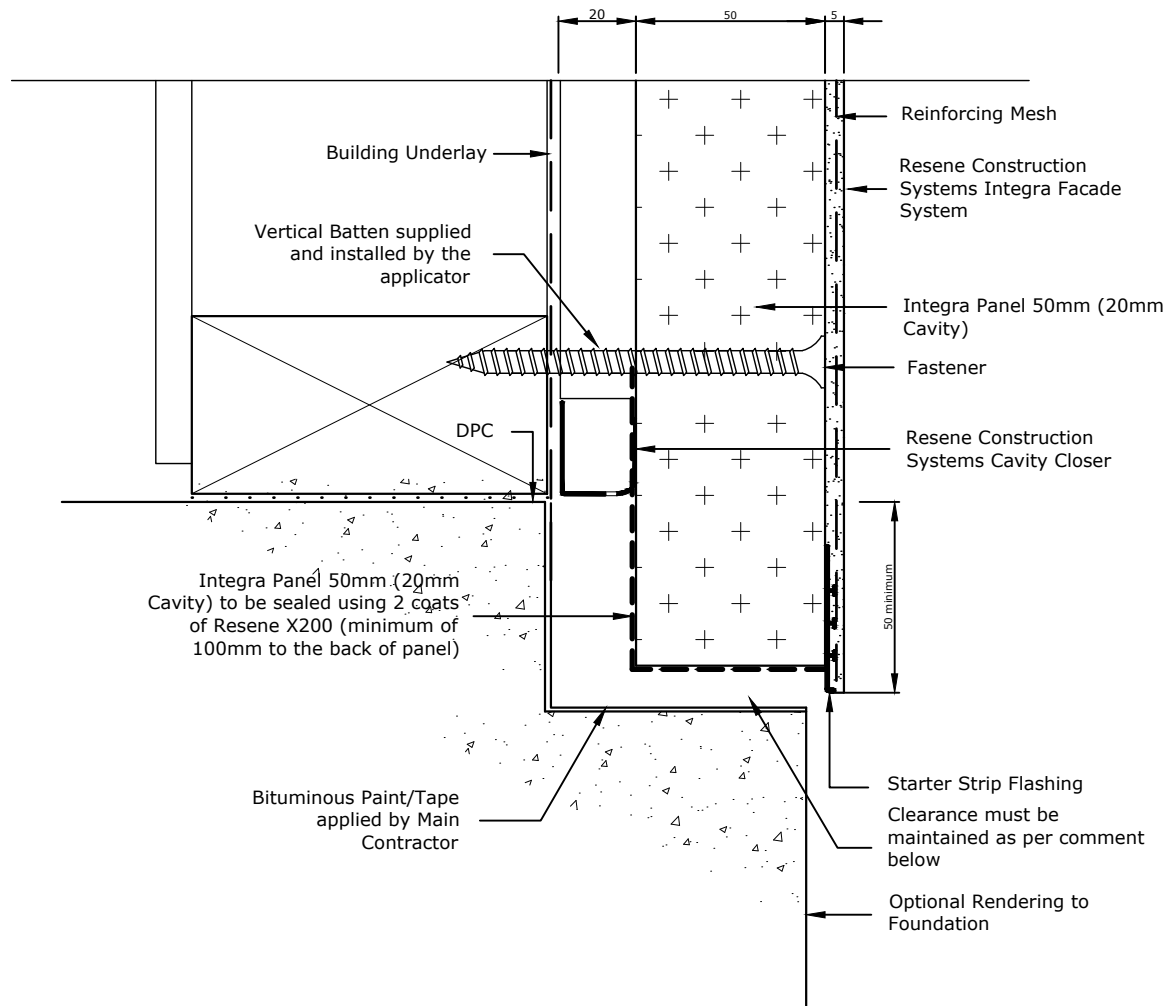 20
50
5
Reinforcing Mesh
Building Underlay
Resene Construction
Systems Integra Facade
System
Vertical Batten supplied
and installed by the
applicator
Integra Panel 50mm (20mm
Cavity)
Fastener
DPC
Resene Construction
Systems Cavity Closer
50 minimum
Integra Panel 50mm (20mm
Cavity) to be sealed using 2 coats
of Resene X200 (minimum of
100mm to the back of panel)
Starter Strip Flashing
Bituminous Paint/Tape
applied by Main
Contractor
Clearance must be
maintained as per comment
below
Optional Rendering to
Foundation